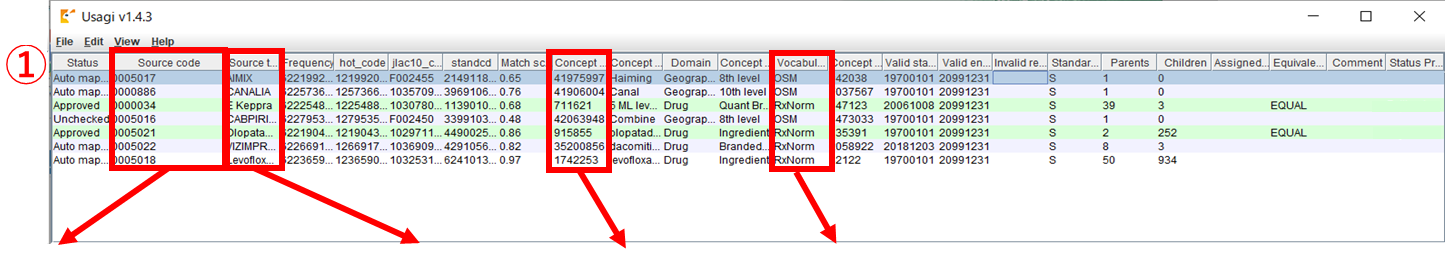 Usagi v1.4.3
①
File Edit View Help
Status Source code Source t... Frequency hot_code jlac10_c... standcd Match sc... Concept ... Concept ... Domain Concept ... Vocabul... Concept ... Valid sta... Valid en... Invalid re... Standar... Parents Children Assigned... Equivale... Comment Status Pr...
Auto map... 0005017 AIMIX S221992... 1219920... F002455 2149118... 0.65 41975997 Haiming Geograp... 8th level OSM 42038 19700101 20991231 S 1 0
Auto map... 0000886 CANALIA S225736... 1257366... 1035709... 3969106... 0.76 41906004 Canal Geograp... 10th level OSM 037567 19700101 20991231 S 1 0
Approved 0000034 E Keppra S222548... 1225488... 1030780... 1139010... 0.68 711621 5 ML lev... Drug Quant Br... RxNorm 47123 20061008 20991231 S 39 3 EQUAL
Unchecked 0005016 CABPIRI... S227953... 1279535... F002450 3399103... 0.48 42063948 Combine Geograp... 8th level OSM 473033 19700101 20991231 S 1 0
Approved 0005021 Olopata... S221904... 1219043... 1029711... 4490025... 0.86 915855 olopatad... Drug Ingredient RxNorm 35391 19700101 20991231 S 2 252 EQUAL
Auto map... 0005022 VIZIMPR... S226691... 1266917... 1036909... 4291056... 0.82 35200856 dacomiti... Drug Branded... RxNorm 058922 20181203 20991231 S 8 3
Auto map... 0005018 Levoflox... S223659... 1236590... 1032531... 6241013... 0.97 1742253 levofloxa... Drug Ingredient RxNorm 2122 19700101 20991231 S 50 934